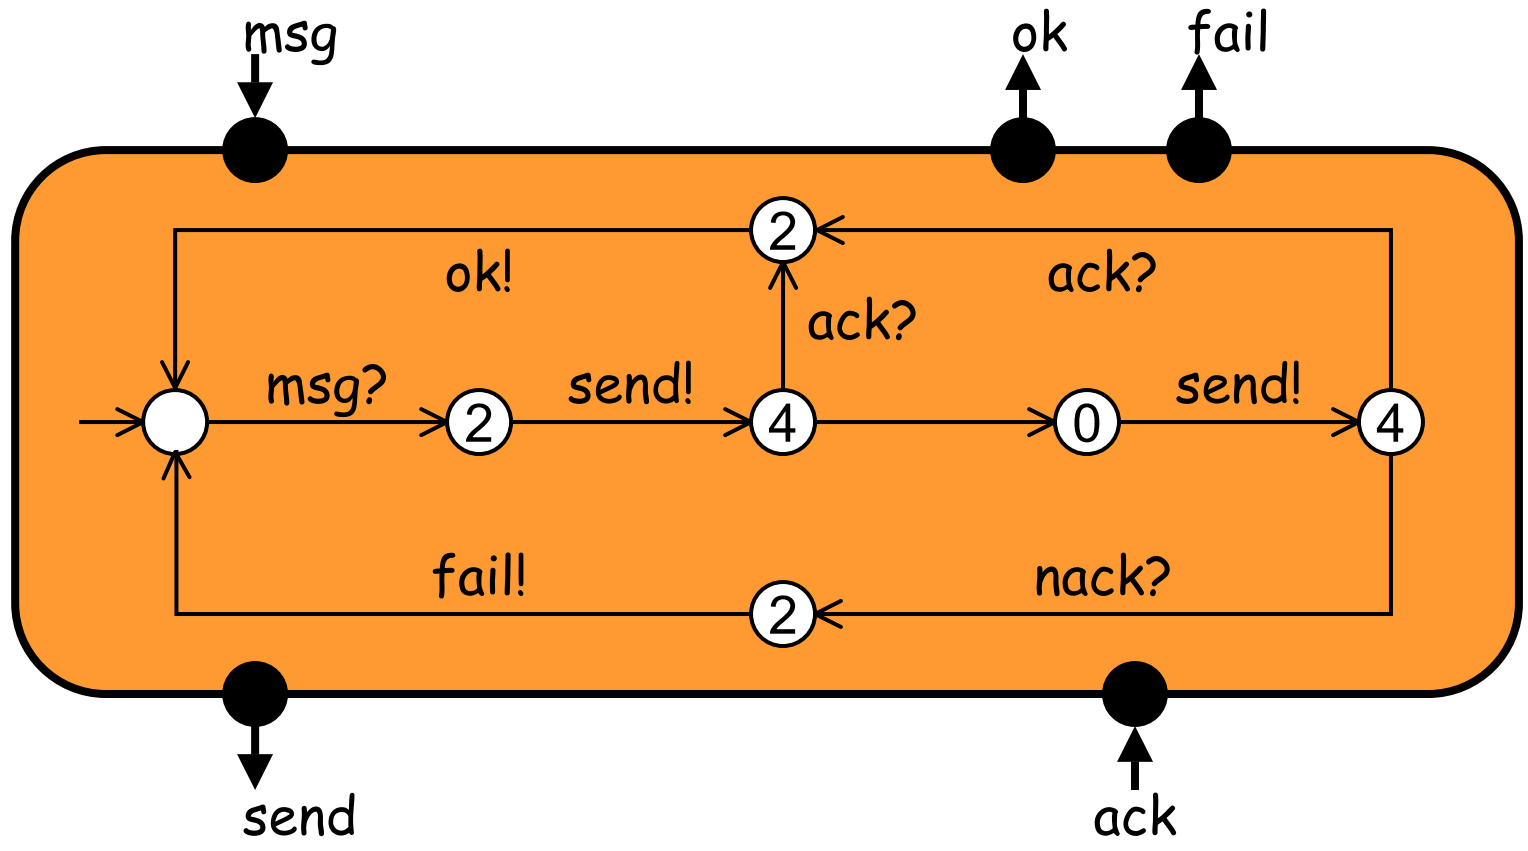 msg
ok
fail
2
ok!
ack?
ack?
msg?
send!
send!
2
4
0
4
fail!
nack?
2
send
ack